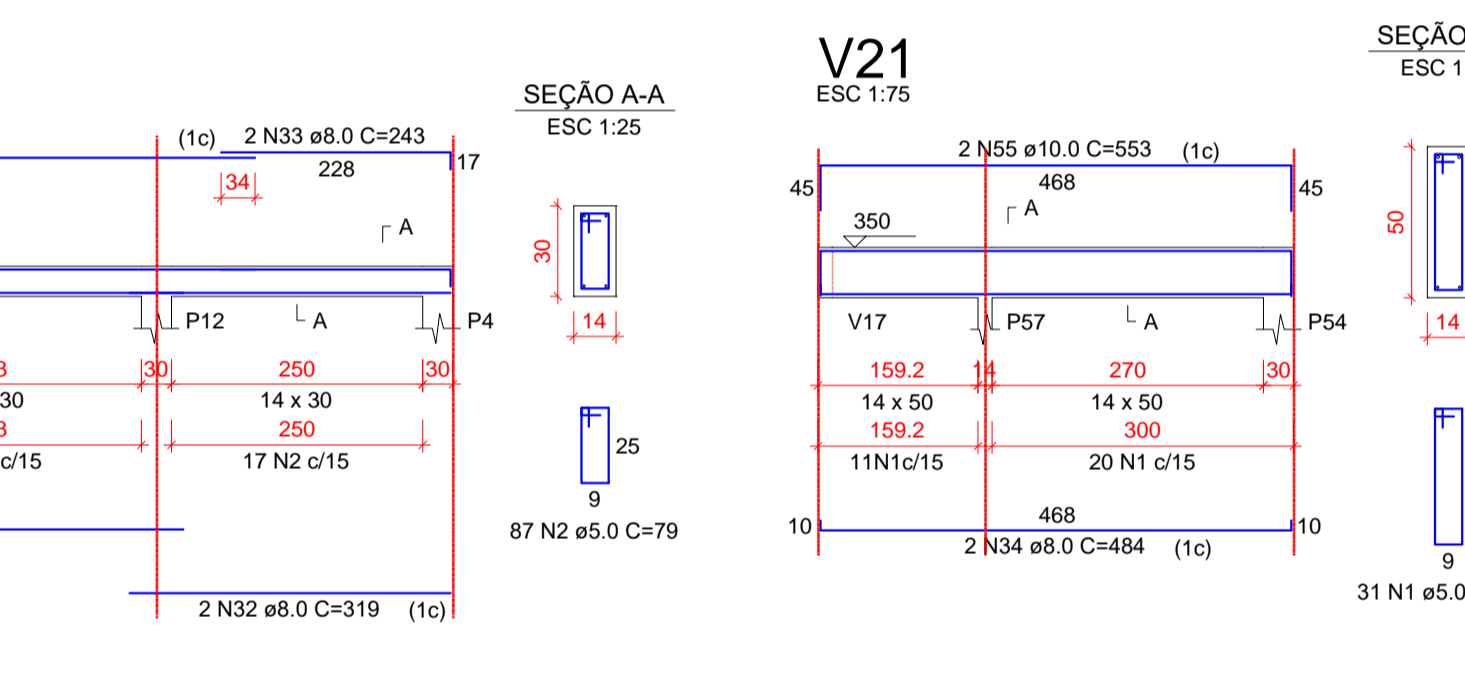 SEÇÃO A-A
ESC 1:25
(1c) 2 N33 ø8.0 C=243
228
17
34
A
30
14
P12
A
P4
3
30
250
30
30
14 x 30
3
250
c/15
17 N2 c/15
25
9
87 N2 ø5.0 C=79
2 N32 ø8.0 C=319 (1c)
V21
ESC 1:75
2 N55 ø10.0 C=553 (1c)
468
45
45
350
A
V17
P57
A
P54
159.2
14
270
30
14 x 50
14 x 50
159.2
300
11N1c/15
20 N1 c/15
468
10
10
2 N34 ø8.0 C=484 (1c)
SEÇÃO
ESC 1
50
14
9
31 N1 ø5.0